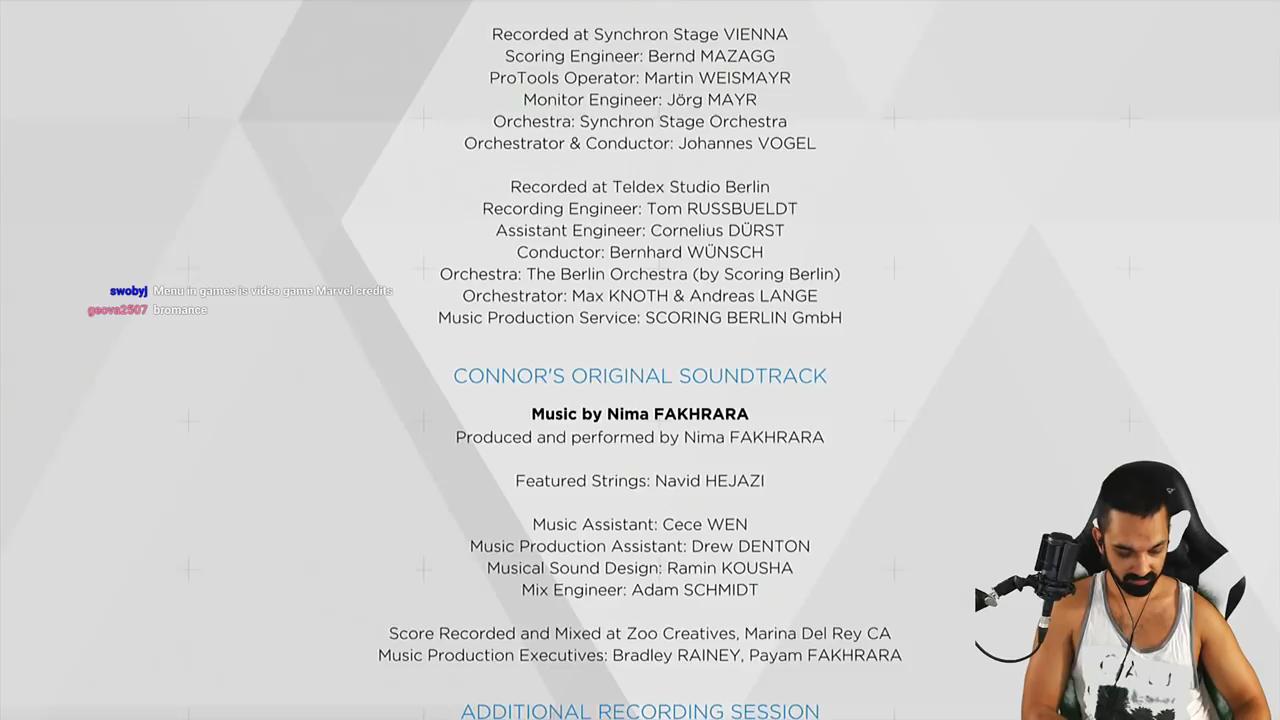 Recorded at Synchron Stage VIENNA
Scoring Engineer: Bernd MAZAGG
ProTools Operator: Martin WEISMAYR
Monitor Engineer: Jörg MAYR
Orchestra: Synchron Stage Orchestra
Orchestrator & Conductor: Johannes VOGEL
Recorded at Teldex Studio Berlin
Recording Engineer: Tom RUSSBUELDT
Assistant Engineer: Cornelius DÜRST
Conductor: Bernhard WÜNSCH
Orchestra: The Berlin Orchestra (by Scoring Berlin)
swobyj Menu in games is video game Marvel credits
Orchestrator: Max KNOTH & Andreas LANGE
geova2507 bromance
Music Production Service: SCORING BERLIN GmbH
CONNOR'S ORIGINAL SOUNDTRACK
Music by Nima FAKHRARA
Produced and performed by Nima FAKHRARA
Featured Strings: Navid HEJAZI
Music Assistant: Cece WEN
Music Production Assistant: Drew DENTON
Musical Sound Design: Ramin KOUSHA
Mix Engineer: Adam SCHMIDT
Score Recorded and Mixed at Zoo Creatives, Marina Del Rey CA
Music Production Executives: Bradley RAINEY, Payam FAKHRARA
ADDITIONAL RECORDING SESSION